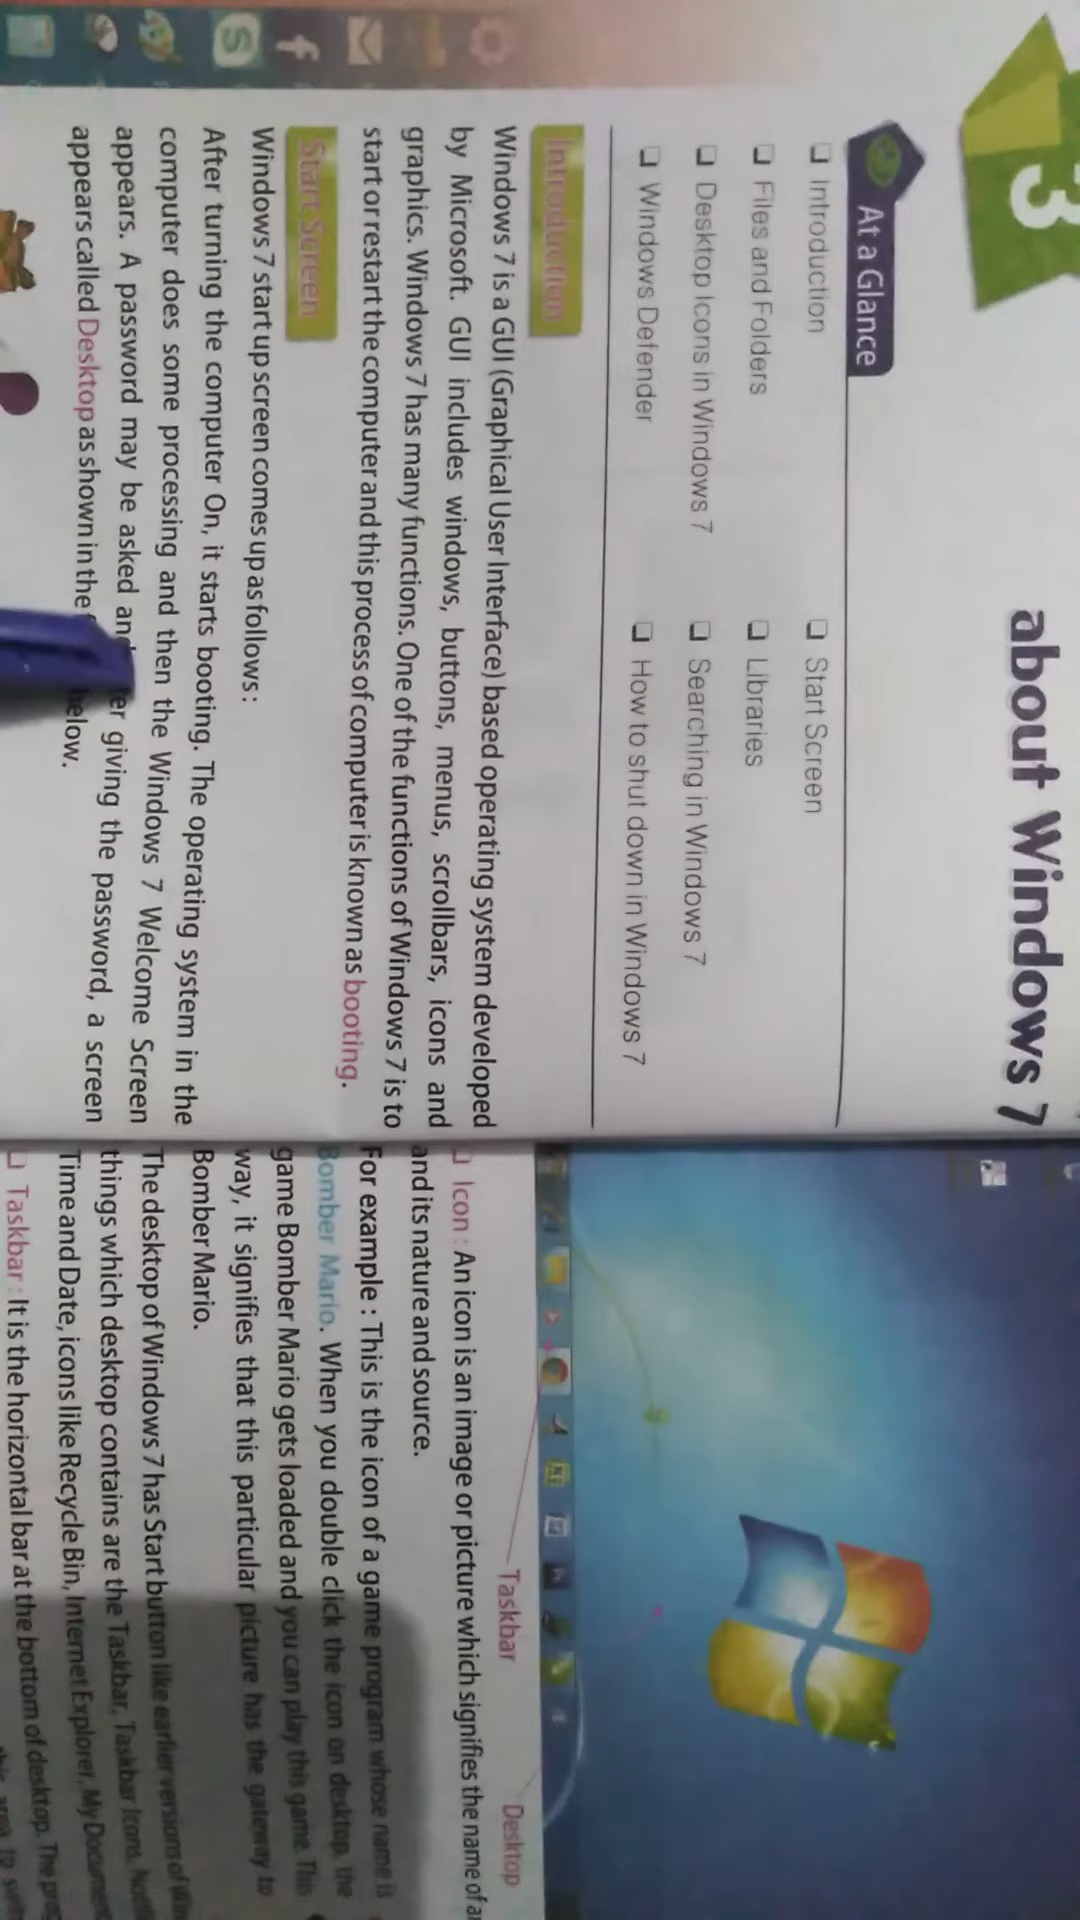 3
about Windows 7
At a Glance
❑ Introduction
❑ Start Screen
❑ Files and Folders
❑ Libraries
❑ Desktop Icons in Windows 7
❑ Searching in Windows 7
❑ Windows Defender
❑ How to shut down in Windows 7
Introduction
Windows 7 is a GUI (Graphical User Interface) based operating system developed
by Microsoft. GUI includes windows, buttons, menus, scrollbars, icons and
graphics. Windows 7 has many functions. One of the functions of Windows 7 is to
start or restart the computer and this process of computer is known as booting.
Start Screen
Windows 7 start up screen comes up as follows :
After turning the computer On, it starts booting. The operating system in the
computer does some processing and then the Windows 7 Welcome Screen
appears. A password may be asked and giving the password, a screen
appears called Desktop as shown in the below.
Taskbar
Desktop
❑ Icon : An icon is an image or picture which signifies the name of
and its nature and source.
For example : This is the icon of a game program whose name is
Bomber Mario. When you double click the icon on desktop, the
game Bomber Mario gets loaded and you can play this game. This
way, it signifies that this particular picture has the gateway to
Bomber Mario.
The desktop of Windows 7 has Start button like earlier versions of
things which desktop contains are the Taskbar, Taskbar Icons,
Time and Date, icons like Recycle Bin, Internet Explorer, My
❑ Taskbar : It is the horizontal bar at the bottom of desktop. The